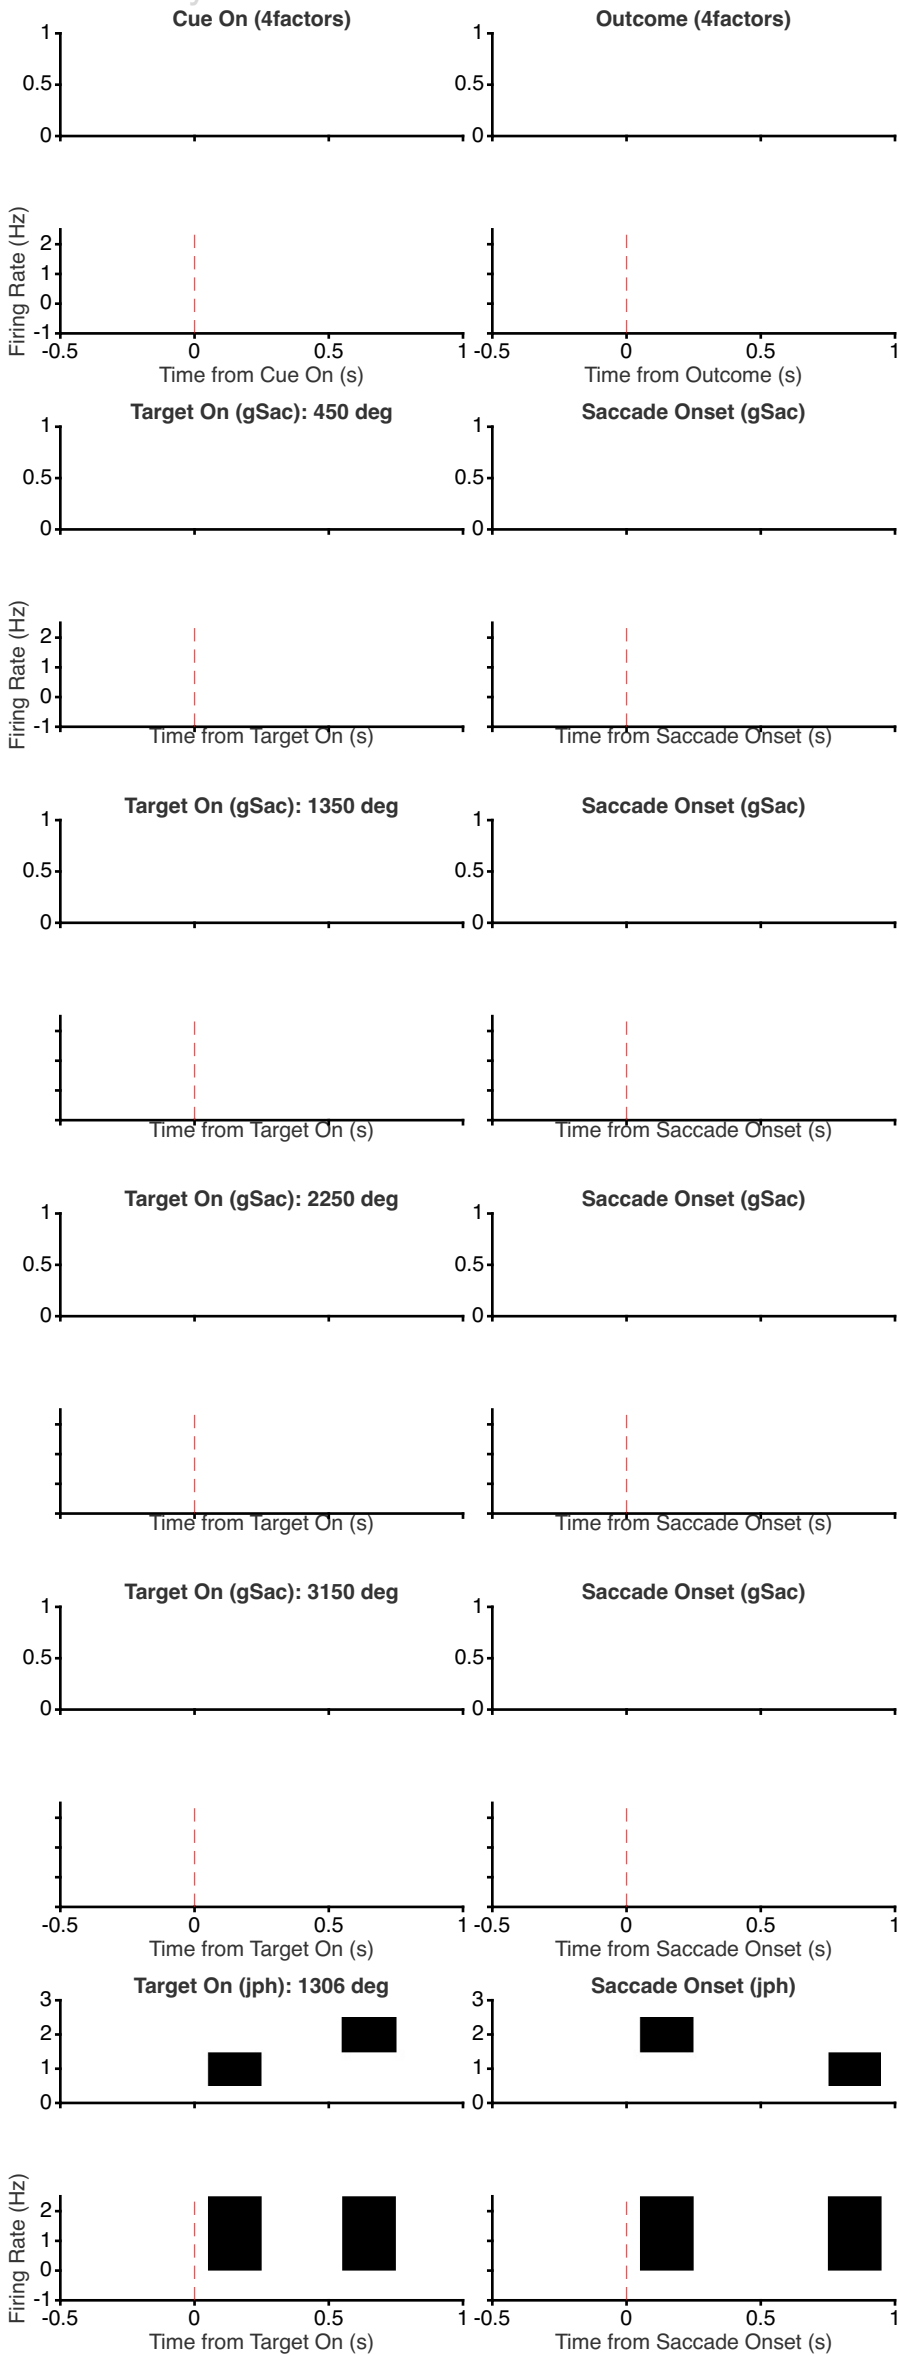 Cue On (4factors) Outcome (4factors)
1 1
0.5 0.5
0 0
Firing Rate (Hz)
2
1
0
-1
-0.5 0 0.5 1 -0.5 0 0.5 1
Time from Cue On (s) Time from Outcome (s)
Target On (gSac): 450 deg Saccade Onset (gSac)
1 1
0.5 0.5
0 0
Firing Rate (Hz)
2
1
0
-1
Time from Target On (s) Time from Saccade Onset (s)
Target On (gSac): 1350 deg Saccade Onset (gSac)
1 1
0.5 0.5
0 0
Time from Target On (s) Time from Saccade Onset (s)
Target On (gSac): 2250 deg Saccade Onset (gSac)
1 1
0.5 0.5
0 0
Time from Target On (s) Time from Saccade Onset (s)
Target On (gSac): 3150 deg Saccade Onset (gSac)
1 1
0.5 0.5
0 0
-0.5 0 0.5 1 -0.5 0 0.5 1
Time from Target On (s) Time from Saccade Onset (s)
Target On (jph): 1306 deg Saccade Onset (jph)
3 3
2 2
1 1
0 0
Firing Rate (Hz)
2
1
0
-1
-0.5 0 0.5 1 -0.5 0 0.5 1
Time from Target On (s) Time from Saccade Onset (s)